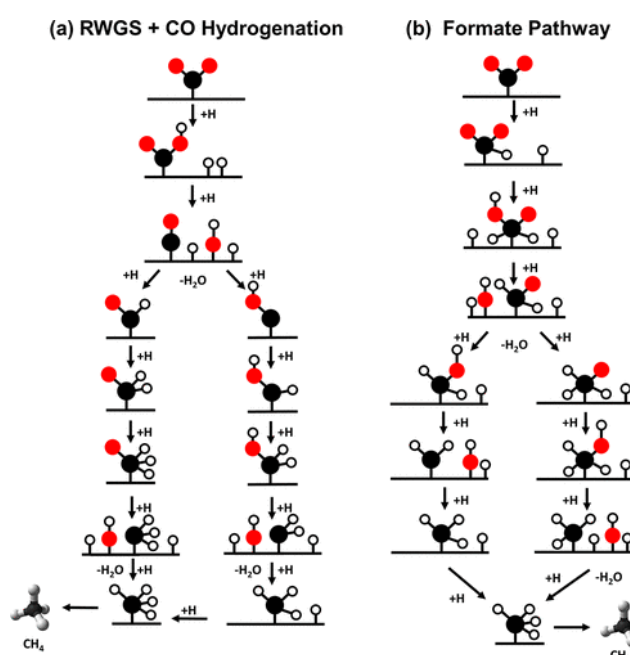 (a) RWGS + CO Hydrogenation
+H
+H
+H
-H₂O
+H
+H
+H
+H
+H
+H
+H
-H₂O
+H
-H₂O
+H
+H
CH₄
(b) Formate Pathway
+H
+H
+H
+H
-H₂O
+H
+H
+H
+H
+H
+H
+H
-H₂O